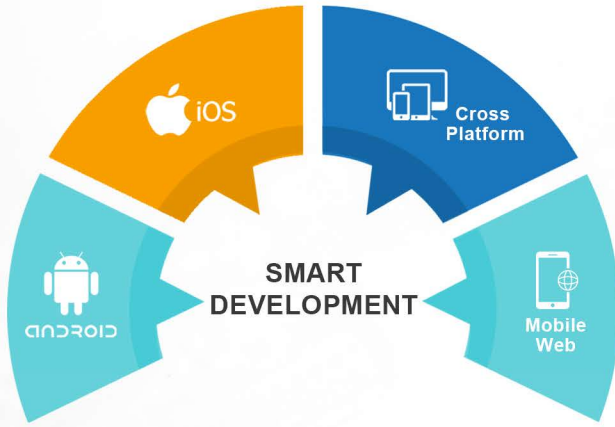 iOS
Cross
Platform
SMART
DEVELOPMENT
ANDROID
Mobile
Web